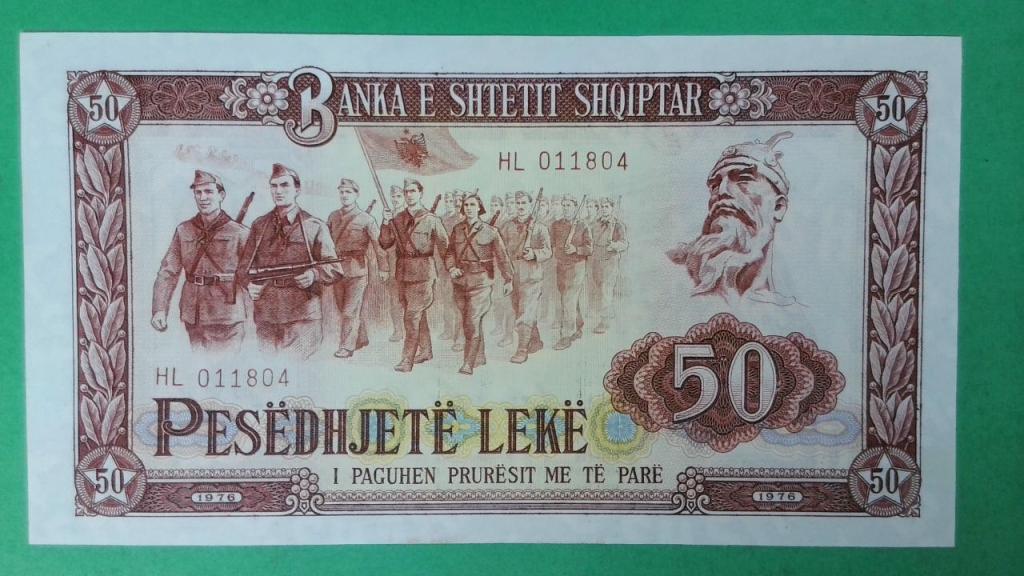 50 BANKA E SHTETIT SHQIPTAR 50
HL 011804
HL 011804
50
PESËDHJETË LEKË
I PAGUHEN PRURËSIT ME TË PARË
50 1976 1976 50